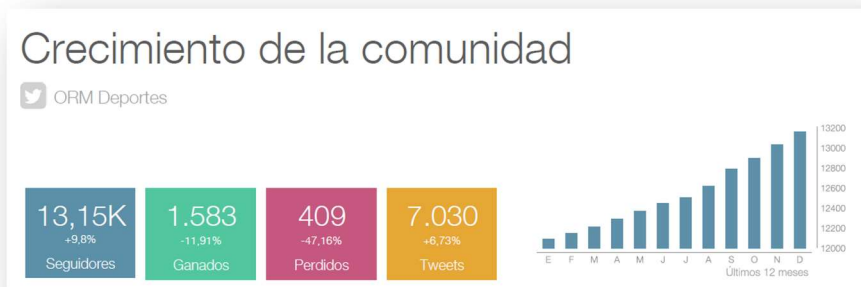 Crecimiento de la comunidad
ORM Deportes
13,15K
+9,8%
Seguidores
1.583
-11,91%
Ganados
409
-47,16%
Perdidos
7.030
+6,73%
Tweets
13200
13000
12800
12600
12400
12200
12000
E F M A M J J A S O N D
Últimos 12 meses